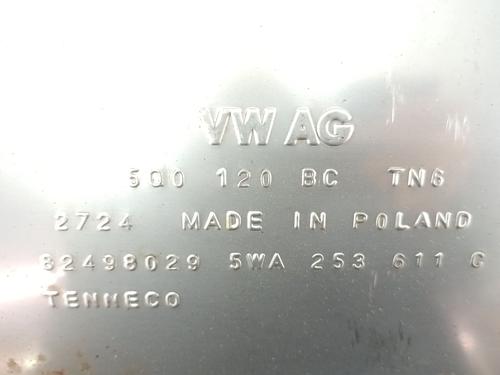 VW AG
5Q0 120 BC TN6
2724 MADE IN POLAND
82498029 5WA 253 611 G
TENNECO